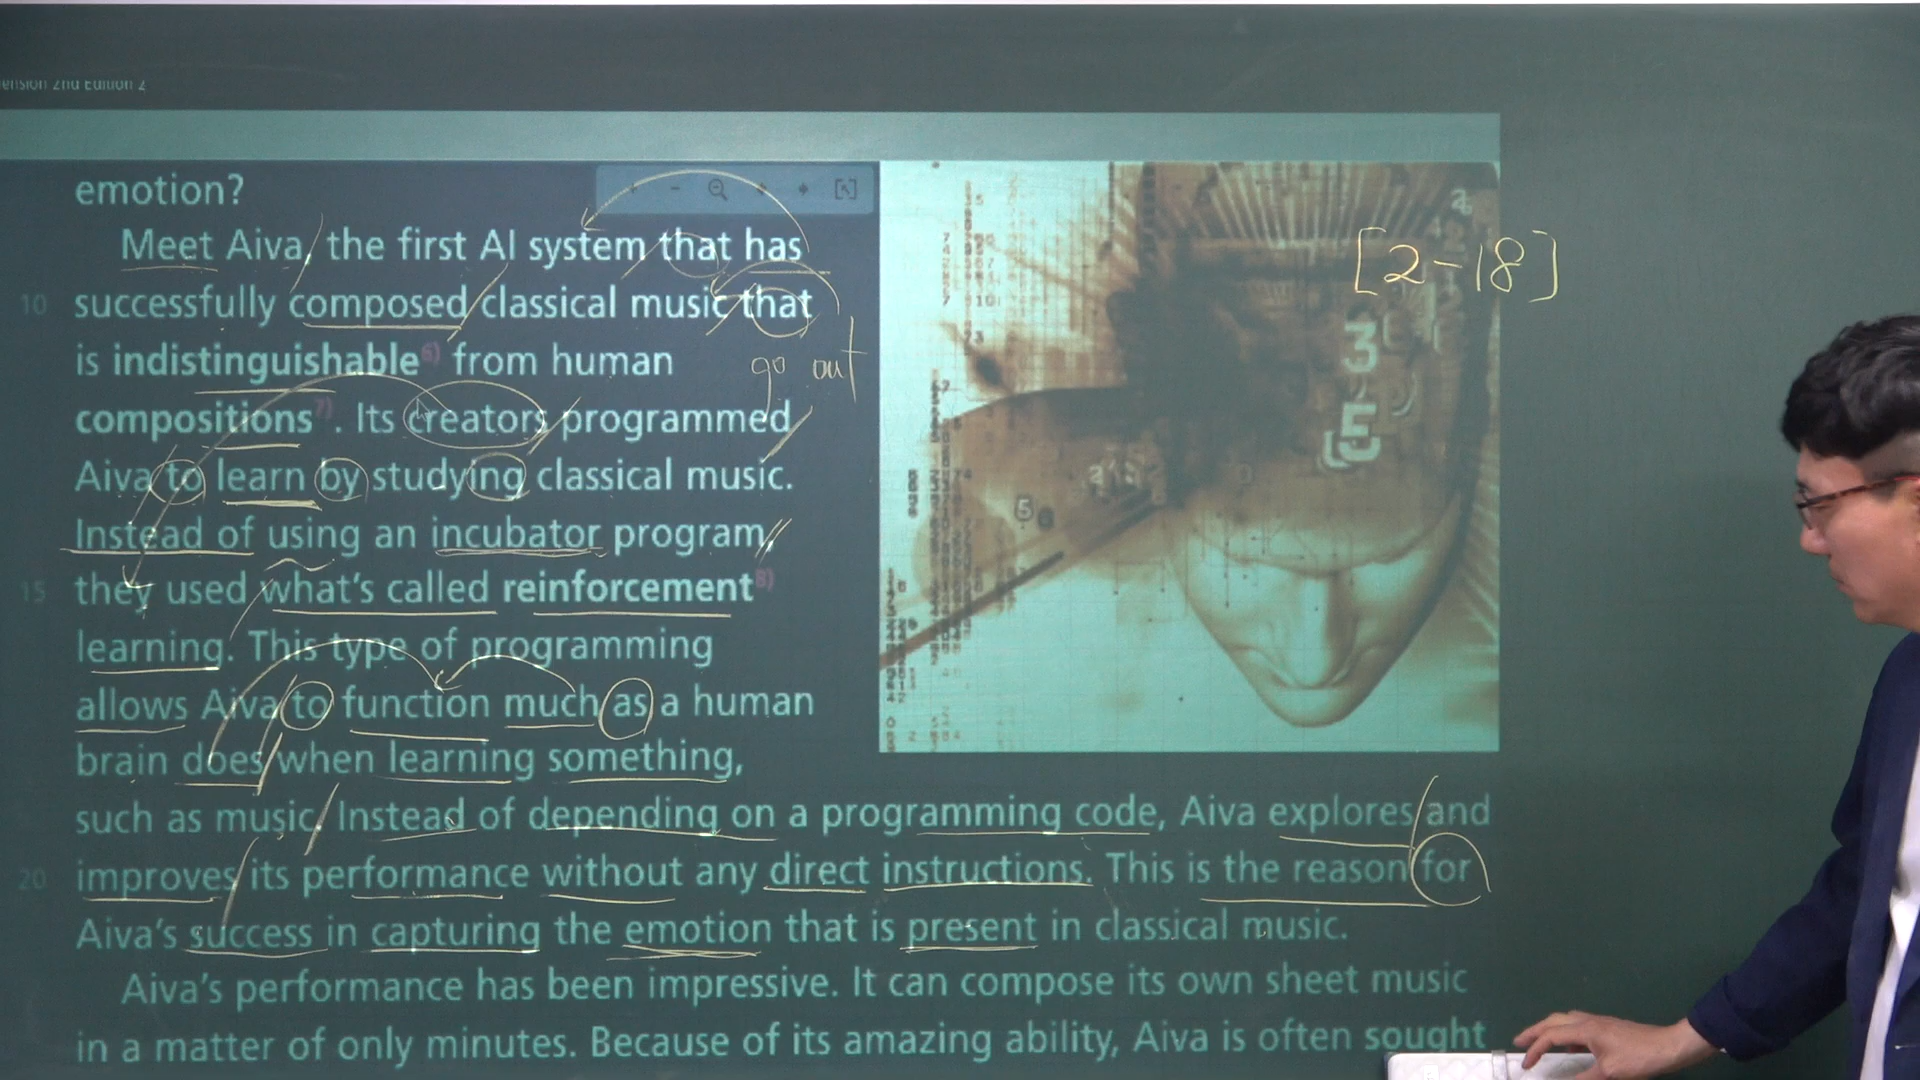 ension 2nd Edition 2
emotion?
Meet Aiva, the first AI system that has
10 successfully composed classical music that
is indistinguishable6) from human
compositions7). Its creators programmed
Aiva to learn by studying classical music.
Instead of using an incubator program,
15 they used what's called reinforcement8)
learning. This type of programming
allows Aiva to function much as a human
brain does when learning something,
such as music. Instead of depending on a programming code, Aiva explores and
20 improves its performance without any direct instructions. This is the reason for
Aiva's success in capturing the emotion that is present in classical music.
Aiva's performance has been impressive. It can compose its own sheet music
in a matter of only minutes. Because of its amazing ability, Aiva is often sought
go out
[2-18]
3
5